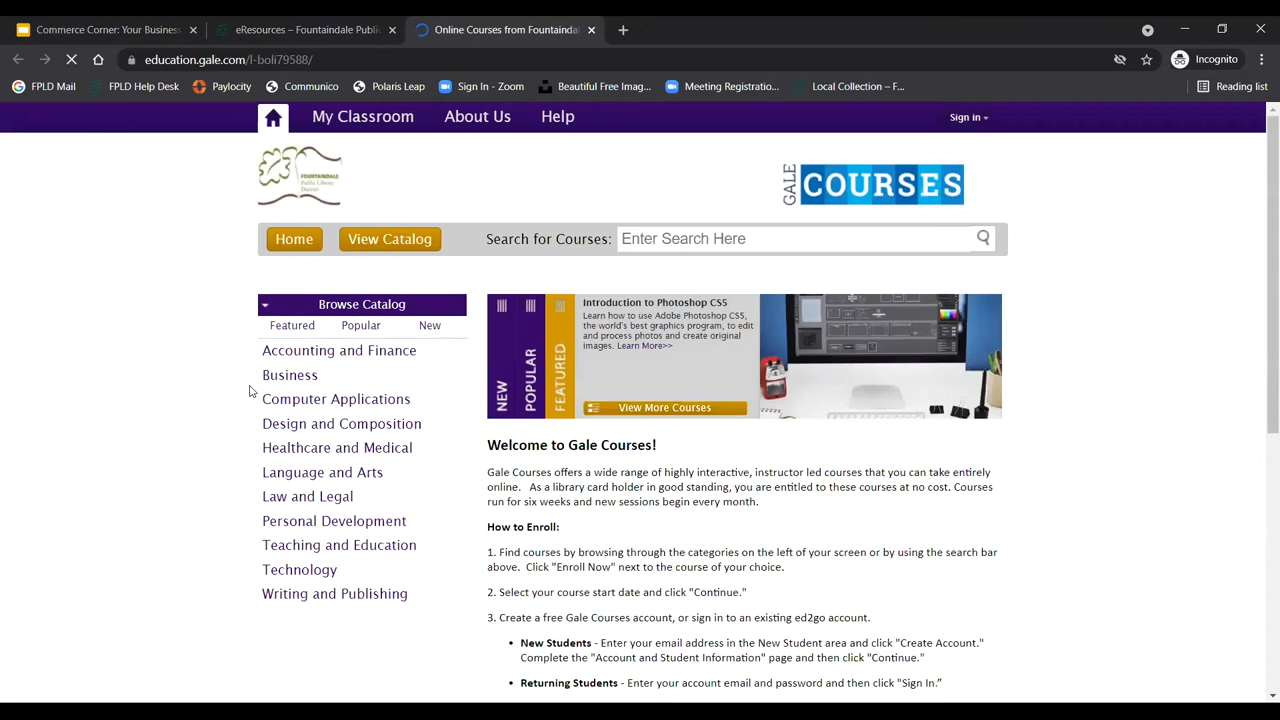 Commerce Corner: Your Business
eResources – Fountaindale Public
Online Courses from Fountainda
education.gale.com/l-boli79588/
Incognito
FPLD Mail
FPLD Help Desk
Paylocity
Communico
Polaris Leap
Sign In - Zoom
Beautiful Free Imag...
Meeting Registratio...
Local Collection – F...
Reading list
My Classroom
About Us
Help
Sign in
FOUNTAINDALE
Public Library
District
GALE
COURSES
Home
View Catalog
Search for Courses:
Enter Search Here
Browse Catalog
Featured
Popular
New
Accounting and Finance
Business
Computer Applications
Design and Composition
Healthcare and Medical
Language and Arts
Law and Legal
Personal Development
Teaching and Education
Technology
Writing and Publishing
NEW
POPULAR
FEATURED
Introduction to Photoshop CS5
Learn how to use Adobe Photoshop CS5,
the world's best graphics program, to edit
and process photos and create original
images. Learn More>>
View More Courses
Welcome to Gale Courses!
Gale Courses offers a wide range of highly interactive, instructor led courses that you can take entirely
online. As a library card holder in good standing, you are entitled to these courses at no cost. Courses
run for six weeks and new sessions begin every month.
How to Enroll:
1. Find courses by browsing through the categories on the left of your screen or by using the search bar
above. Click "Enroll Now" next to the course of your choice.
2. Select your course start date and click "Continue."
3. Create a free Gale Courses account, or sign in to an existing ed2go account.
• New Students - Enter your email address in the New Student area and click "Create Account."
Complete the "Account and Student Information" page and then click "Continue."
• Returning Students - Enter your account email and password and then click "Sign In."